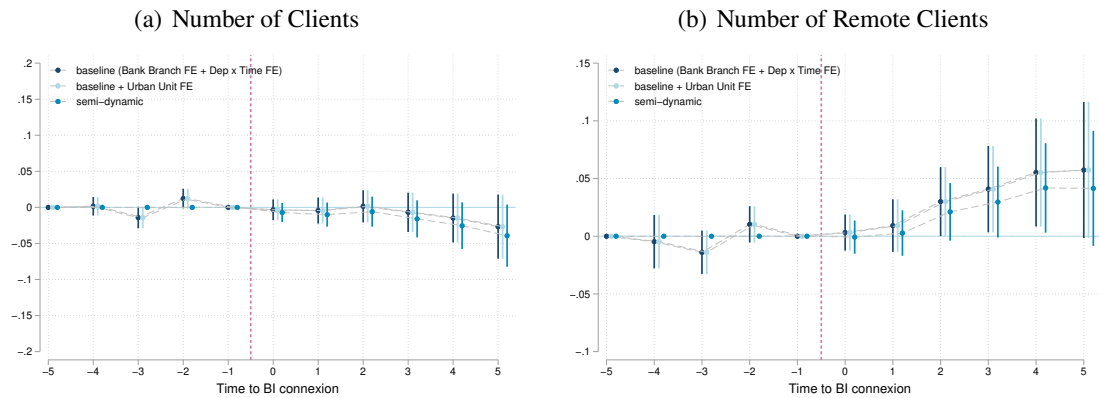 (a) Number of Clients
.2
.15
.1
.05
0
-.05
-.1
-.15
-.2
baseline (Bank Branch FE + Dep x Time FE)
baseline + Urban Unit FE
semi-dynamic
-5 -4 -3 -2 -1 0 1 2 3 4 5
Time to BI connexion
(b) Number of Remote Clients
.15
.1
.05
0
-.05
-.1
baseline (Bank Branch FE + Dep x Time FE)
baseline + Urban Unit FE
semi-dynamic
-5 -4 -3 -2 -1 0 1 2 3 4 5
Time to BI connexion